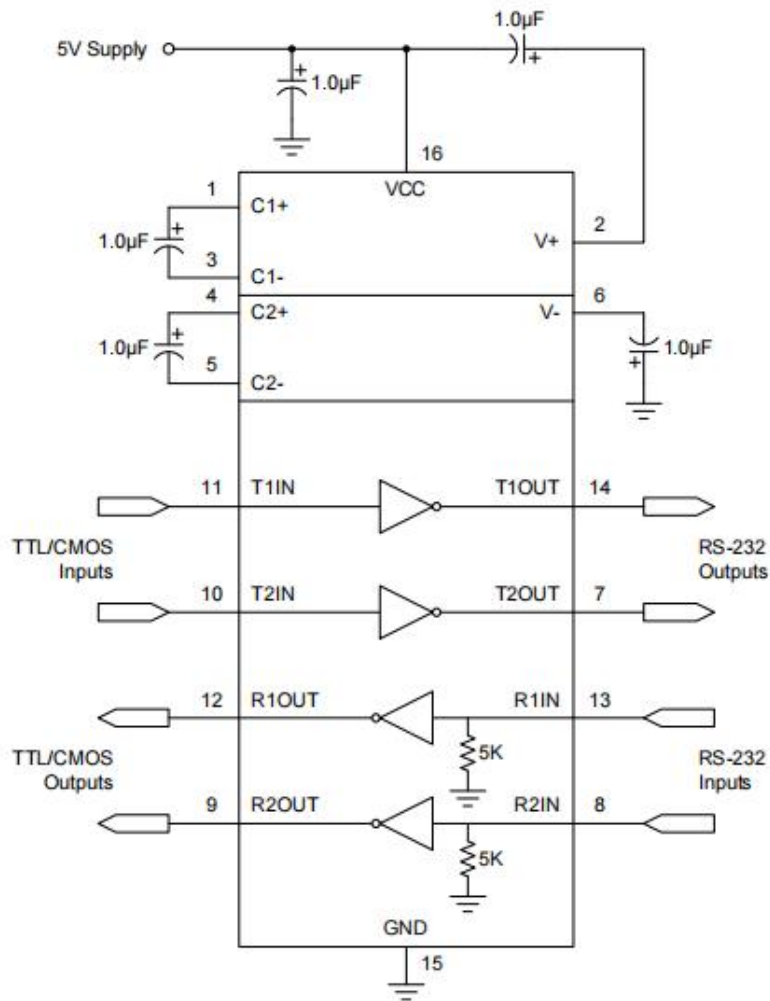 1.0µF
5V Supply
1.0µF
+
+
16
VCC
1
C1+
2
V+
1.0µF
+
3
C1-
4
C2+
6
V-
1.0µF
+
1.0µF
+
5
C2-
11
T1IN
T1OUT
14
TTL/CMOS
Inputs
RS-232
Outputs
10
T2IN
T2OUT
7
12
R1OUT
R1IN
13
5K
TTL/CMOS
Outputs
RS-232
Inputs
9
R2OUT
R2IN
8
5K
GND
15